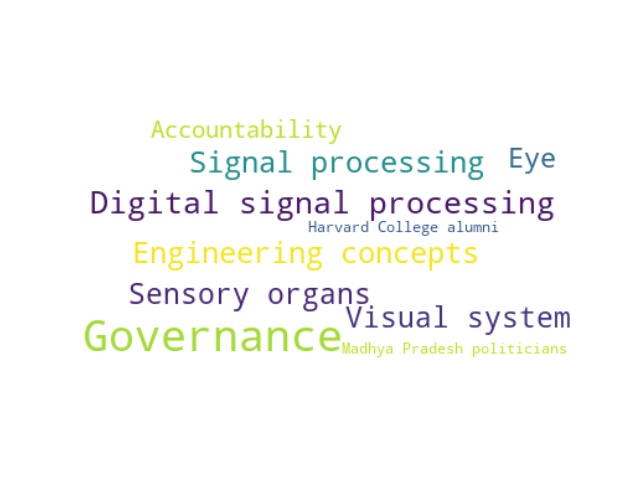 Accountability
Signal processing
Eye
Digital signal processing
Harvard College alumni
Engineering concepts
Sensory organs
Visual system
Governance
Madhya Pradesh politicians